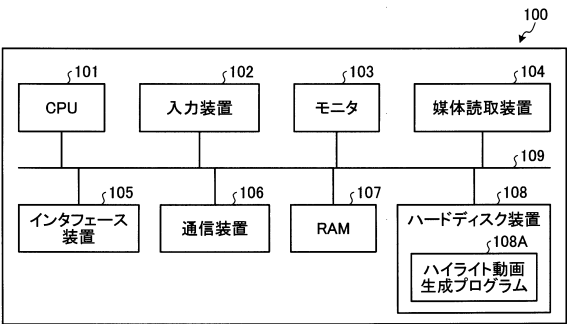 100
101
102
103
104
CPU
入力装置
モニタ
媒体読取装置
109
105
106
107
108
インタフェース
装置
通信装置
RAM
ハードディスク装置
108A
ハイライト動画
生成プログラム